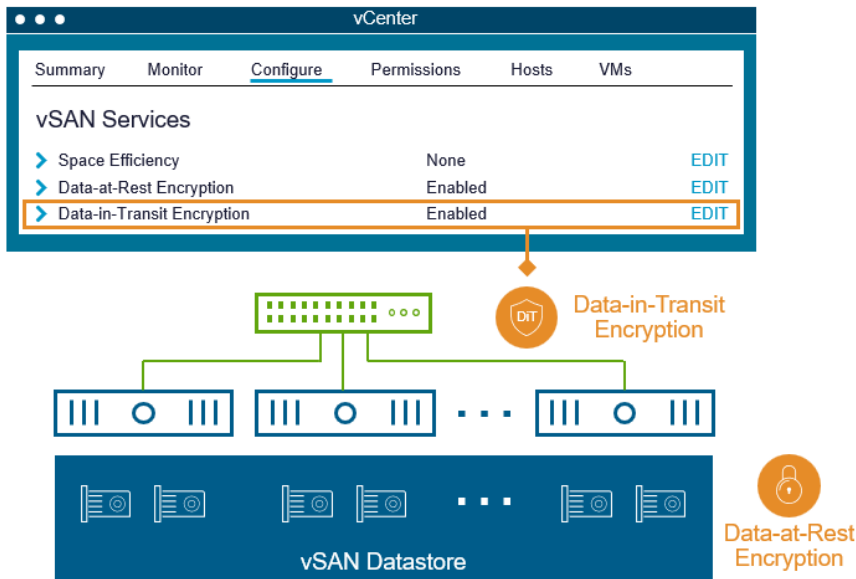 vCenter
Summary Monitor Configure Permissions Hosts VMs
vSAN Services
Space Efficiency None EDIT
Data-at-Rest Encryption Enabled EDIT
Data-in-Transit Encryption Enabled EDIT
DiT
Data-in-Transit
Encryption
vSAN Datastore
Data-at-Rest
Encryption